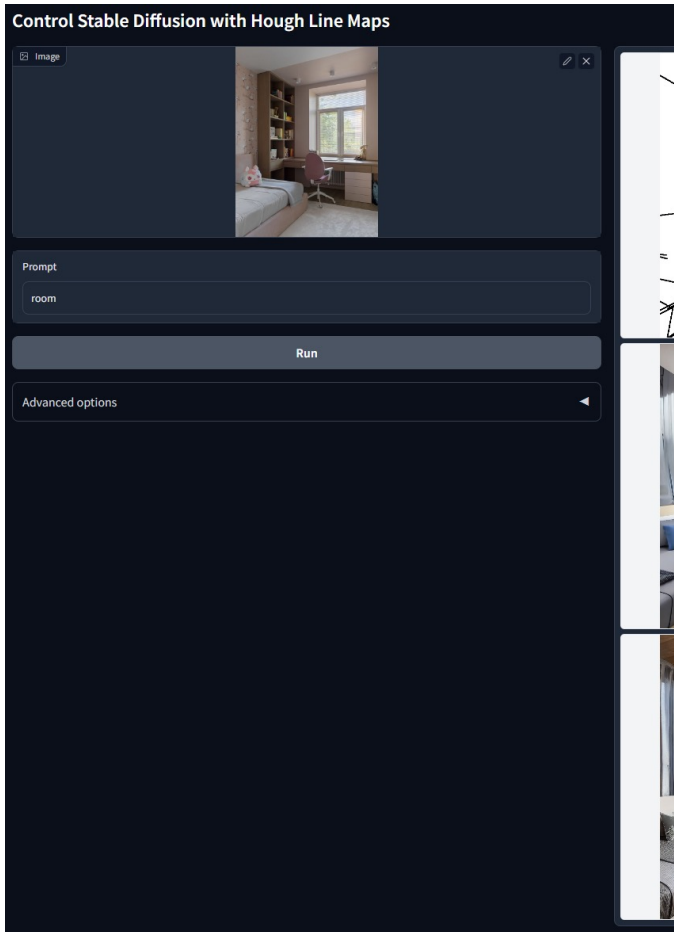 Control Stable Diffusion with Hough Line Maps
Image
Prompt
room
Run
Advanced options